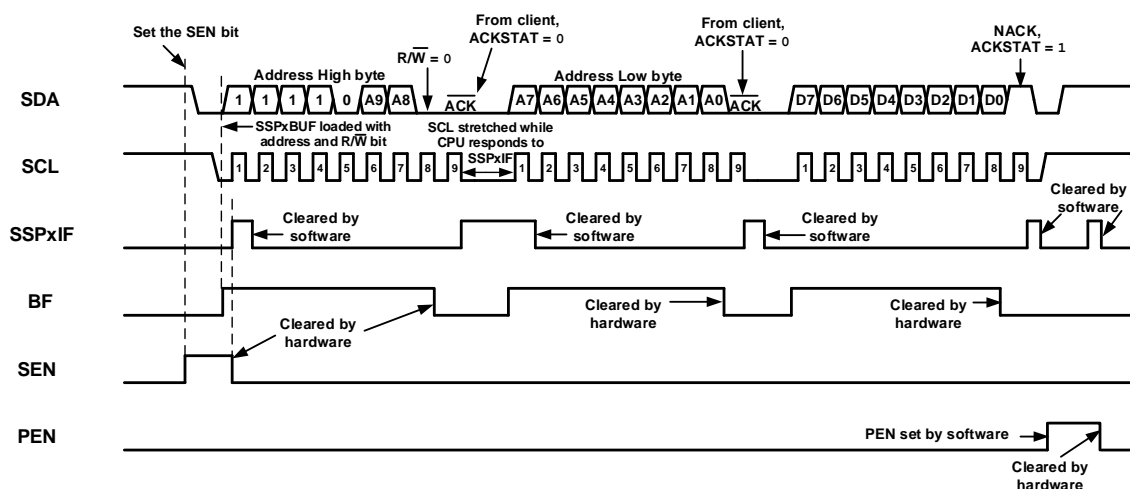 Set the SEN bit
From client,
ACKSTAT = 0
R/W = 0
From client,
ACKSTAT = 0
NACK,
ACKSTAT = 1
Address High byte
Address Low byte
SDA
1 1 1 1 0 A9 A8 ACK A7 A6 A5 A4 A3 A2 A1 A0 ACK D7 D6 D5 D4 D3 D2 D1 D0
SSPxBUF loaded with
address and R/W bit
SCL stretched while
CPU responds to
SSPxIF
SCL
1 2 3 4 5 6 7 8 9 1 2 3 4 5 6 7 8 9 1 2 3 4 5 6 7 8 9
SSPxIF
Cleared by
software
Cleared by
software
Cleared by
software
Cleared by
software
BF
Cleared by
hardware
Cleared by
hardware
Cleared by
hardware
SEN
PEN
PEN set by software
Cleared by
hardware